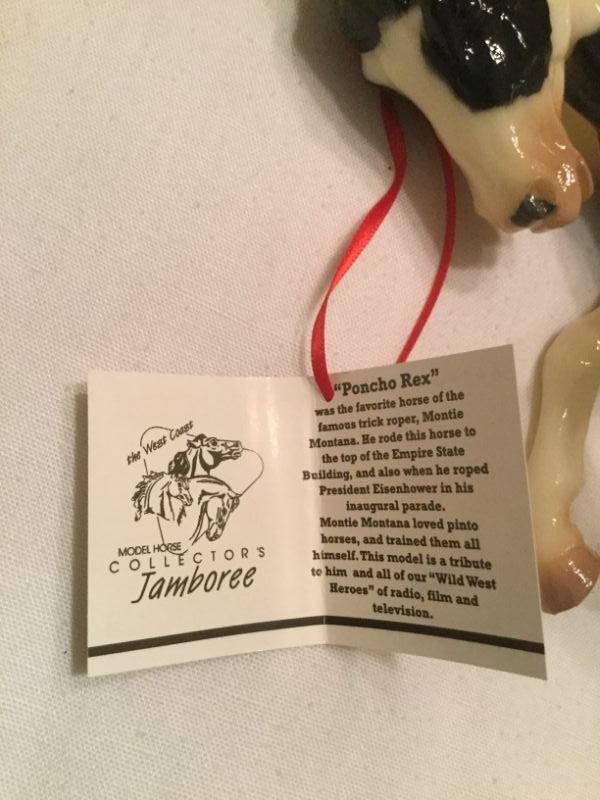 the West Coast
MODEL HORSE
COLLECTOR'S
Jamboree
"Poncho Rex"
was the favorite horse of the
famous trick roper, Montie
Montana. He rode this horse to
the top of the Empire State
Building, and also when he roped
President Eisenhower in his
inaugural parade.
Montie Montana loved pinto
horses, and trained them all
himself. This model is a tribute
to him and all of our "Wild West
Heroes" of radio, film and
television.